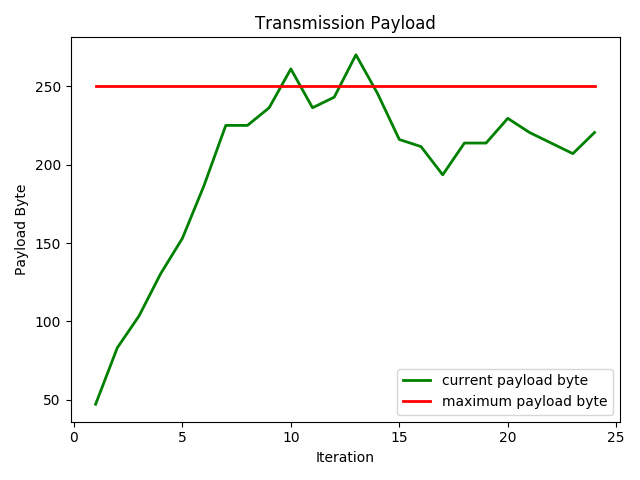 Transmission Payload
Payload Byte
250
200
150
100
50
0
5
10
15
20
25
Iteration
current payload byte
maximum payload byte